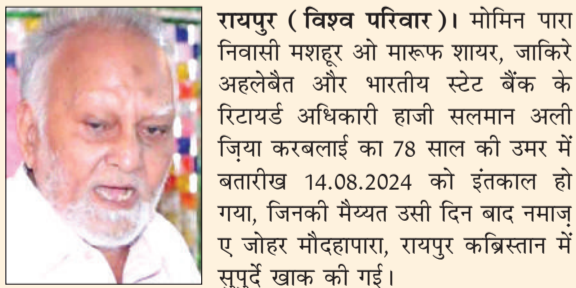 रायपुर ( विश्व परिवार )। मोमिन पारा
निवासी मशहूर ओ मारूफ शायर, जाकिरे
अहलेबैत और भारतीय स्टेट बैंक के
रिटायर्ड अधिकारी हाजी सलमान अली
ज़िया करबलाई का 78 साल की उमर में
बतारीख 14.08.2024 को इंतकाल हो
गया, जिनकी मैय्यत उसी दिन बाद नमाज़
ए जोहर मौदहापारा, रायपुर कब्रिस्तान में
सुपुर्दे खाक की गई।